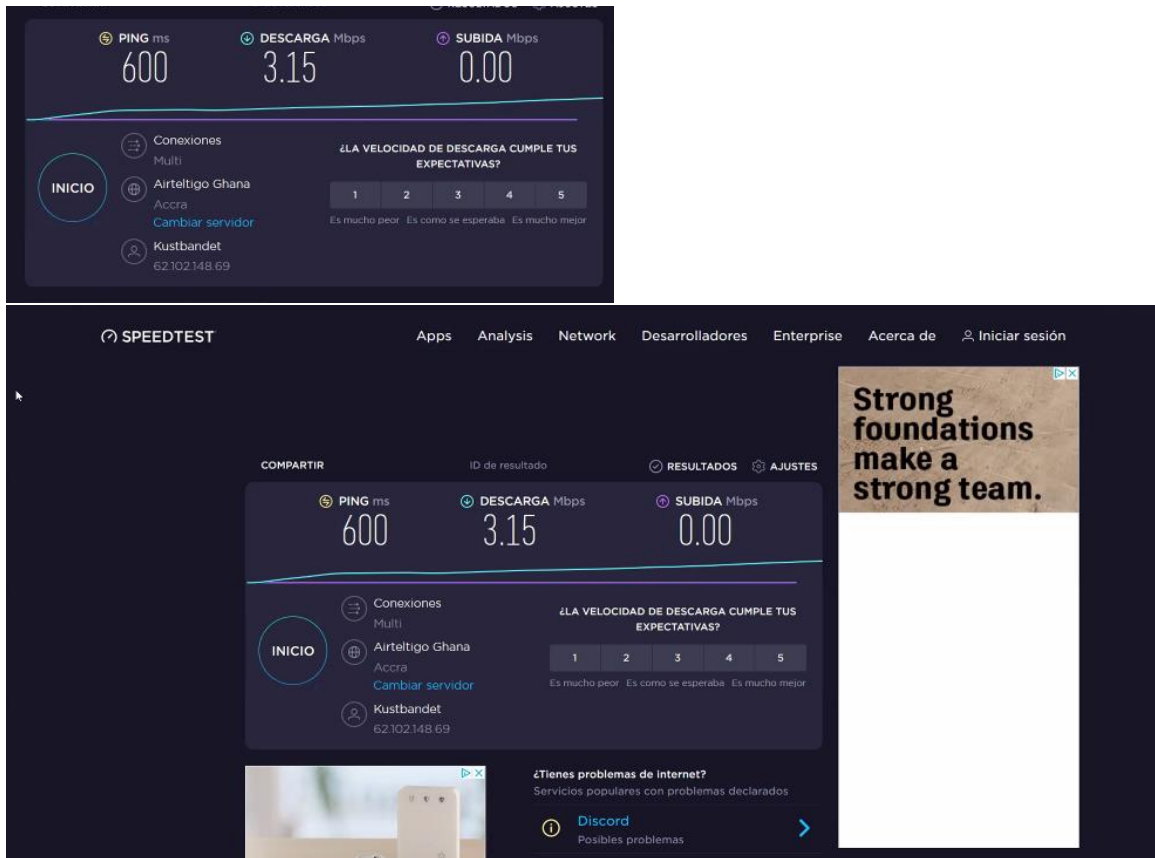 RESULTADOS AJUSTES
PING ms DESCARGA Mbps SUBIDA Mbps
600 3.15 0.00
Conexiones
Multi
¿LA VELOCIDAD DE DESCARGA CUMPLE TUS
EXPECTATIVAS?
INICIO
Airteltigo Ghana
Accra
Cambiar servidor
1 2 3 4 5
Es mucho peor Es como se esperaba Es mucho mejor
Kustbandet
62.102.148.69
SPEEDTEST
Apps Analysis Network Desarrolladores Enterprise Acerca de Iniciar sesión
Strong
foundations
make a
strong team.
COMPARTIR ID de resultado RESULTADOS AJUSTES
PING ms DESCARGA Mbps SUBIDA Mbps
600 3.15 0.00
Conexiones
Multi
¿LA VELOCIDAD DE DESCARGA CUMPLE TUS
EXPECTATIVAS?
INICIO
Airteltigo Ghana
Accra
Cambiar servidor
1 2 3 4 5
Es mucho peor Es como se esperaba Es mucho mejor
Kustbandet
62.102.148.69
¿Tienes problemas de internet?
Servicios populares con problemas declarados
Discord
Posibles problemas